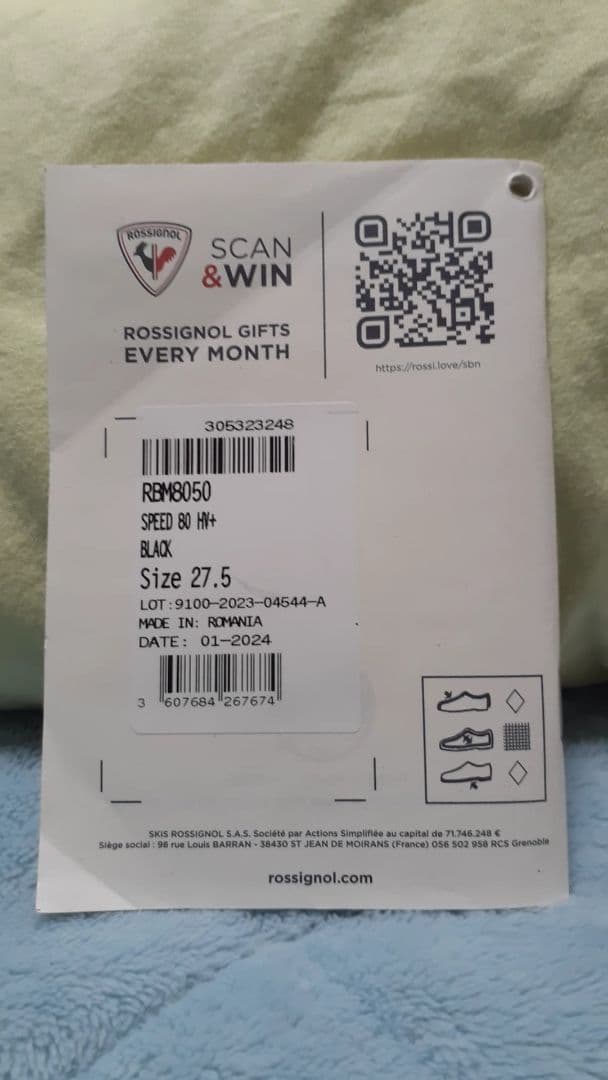 ROSSIGNOL
SCAN
&WIN
ROSSIGNOL GIFTS
EVERY MONTH
https://rossi.love/sbn
305323248
RBM8050
SPEED 80 HV+
BLACK
Size 27.5
LOT:9100-2023-04544-A
MADE IN: ROMANIA
DATE: 01-2024
3 607684 267674
SKIS ROSSIGNOL S.A.S. Société par Actions Simplifiée au capital de 71.746.248 €
Siège social : 98 rue Louis BARRAN - 38430 ST JEAN DE MOIRANS (France) 056 502 958 RCS Grenoble
rossignol.com